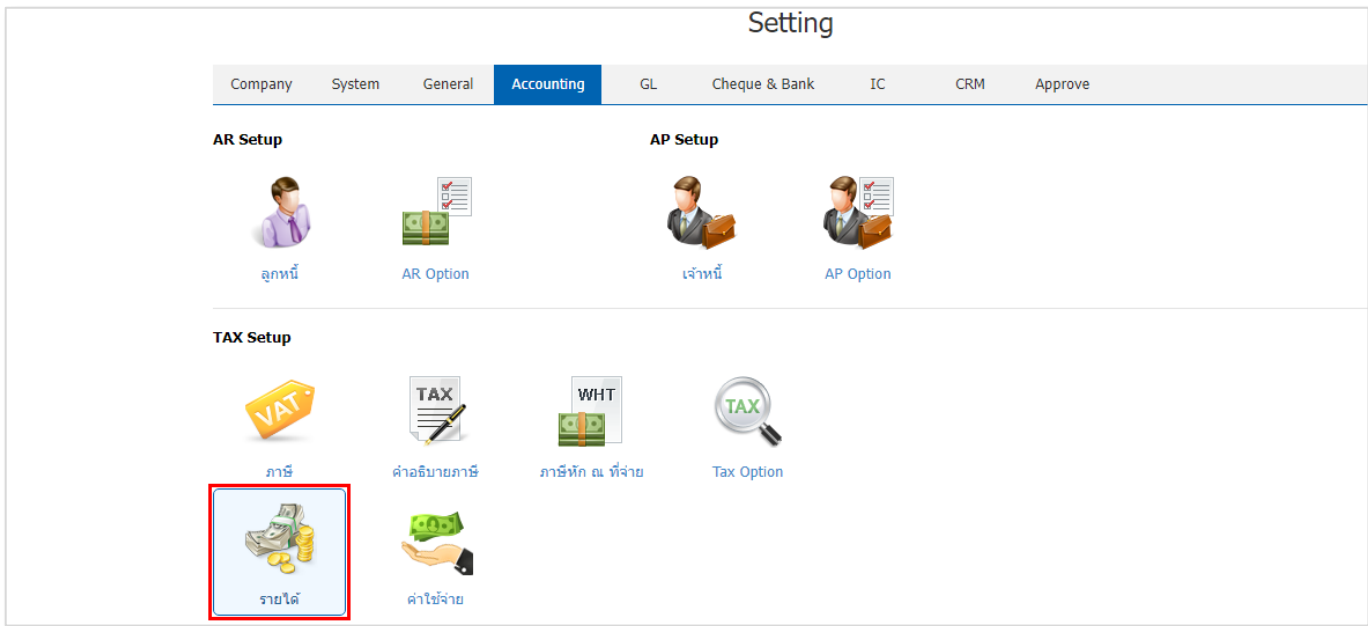 Setting
Company System General Accounting GL Cheque & Bank IC CRM Approve
AR Setup AP Setup
ลูกหนี้ AR Option เจ้าหนี้ AP Option
TAX Setup
VAT TAX WHT TAX
ภาษี คำอธิบายภาษี ภาษีหัก ณ ที่จ่าย Tax Option
รายได้ ค่าใช้จ่าย